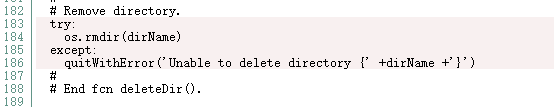 182 # Remove directory.
183 try:
184 os.rmdir(dirName)
185 except:
186 quitWithError('Unable to delete directory {' +dirName +'}')
187 #
188 # End fcn deleteDir().
189